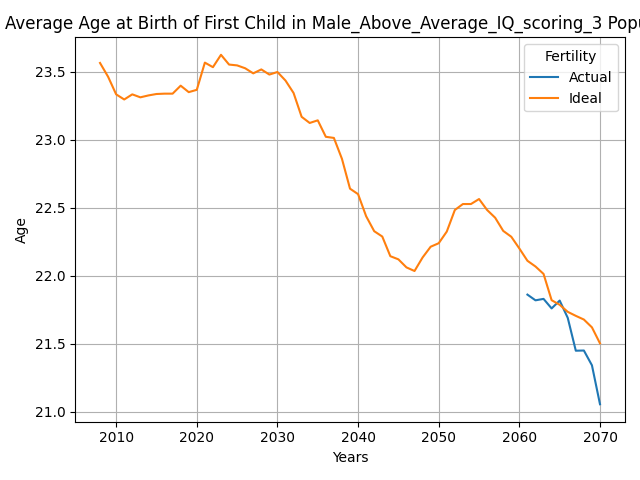 Average Age at Birth of First Child in Male_Above_Average_IQ_scoring_3 Popu
Fertility
Actual
Ideal
Age
23.5
23.0
22.5
22.0
21.5
21.0
2010 2020 2030 2040 2050 2060 2070
Years